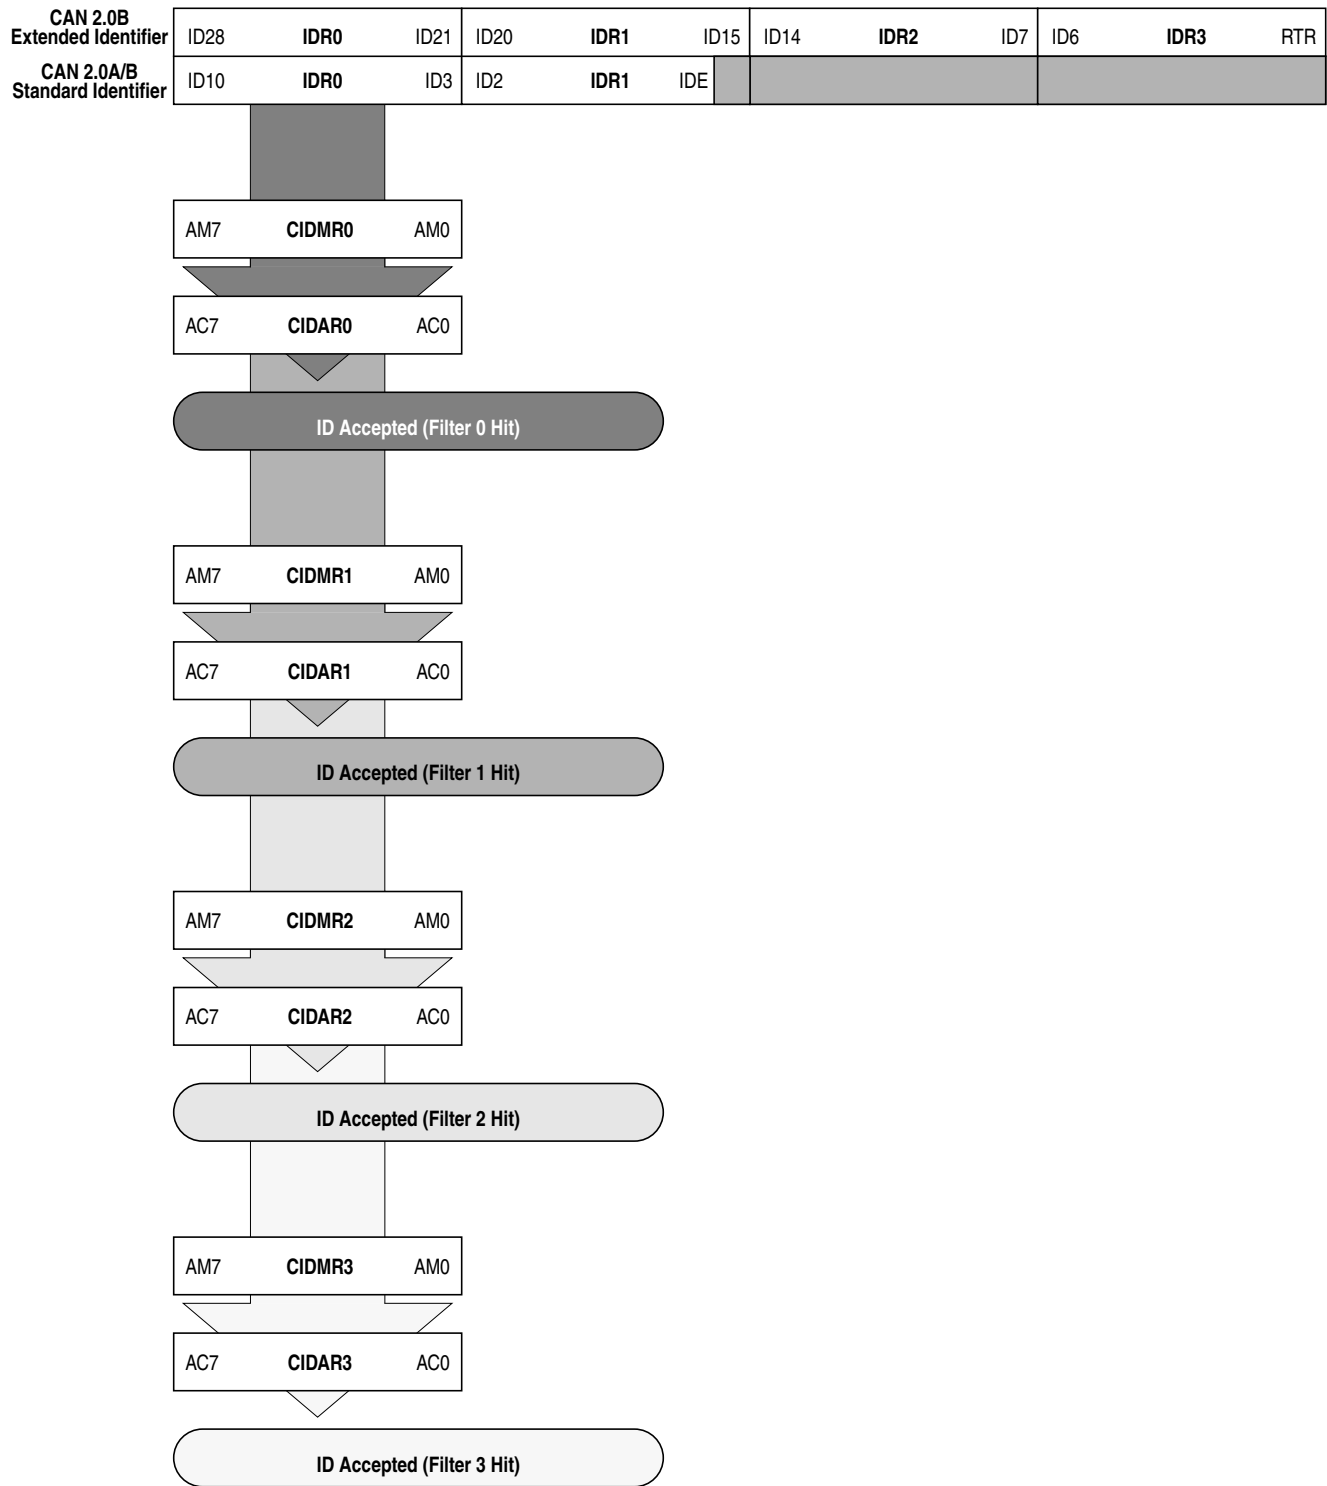 CAN 2.0B
Extended Identifier
ID28 IDR0 ID21 ID20 IDR1 ID15 ID14 IDR2 ID7 ID6 IDR3 RTR
CAN 2.0A/B
Standard Identifier
ID10 IDR0 ID3 ID2 IDR1 IDE
AM7 CIDMR0 AM0
AC7 CIDAR0 AC0
ID Accepted (Filter 0 Hit)
AM7 CIDMR1 AM0
AC7 CIDAR1 AC0
ID Accepted (Filter 1 Hit)
AM7 CIDMR2 AM0
AC7 CIDAR2 AC0
ID Accepted (Filter 2 Hit)
AM7 CIDMR3 AM0
AC7 CIDAR3 AC0
ID Accepted (Filter 3 Hit)